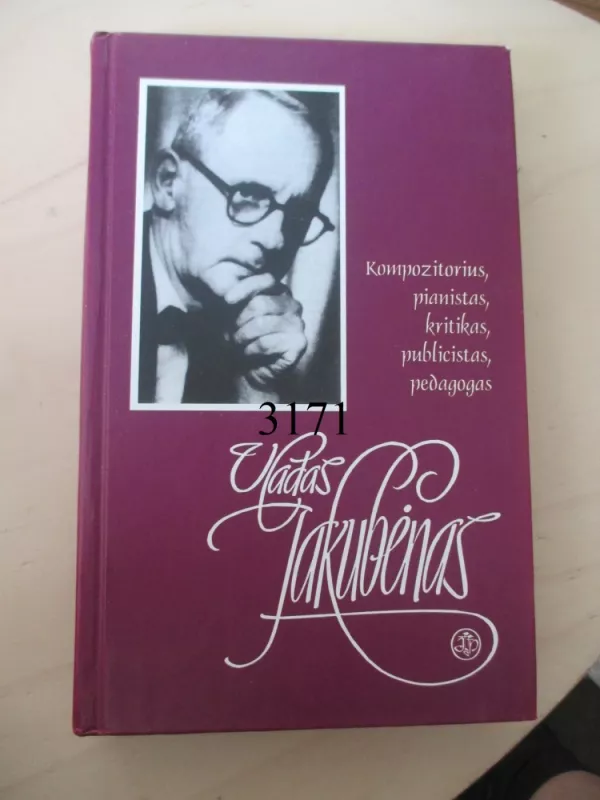 Kompozitorius,
pianistas,
kritikas,
publicistas,
pedagogas
3171
Vladas
Jakubėnas